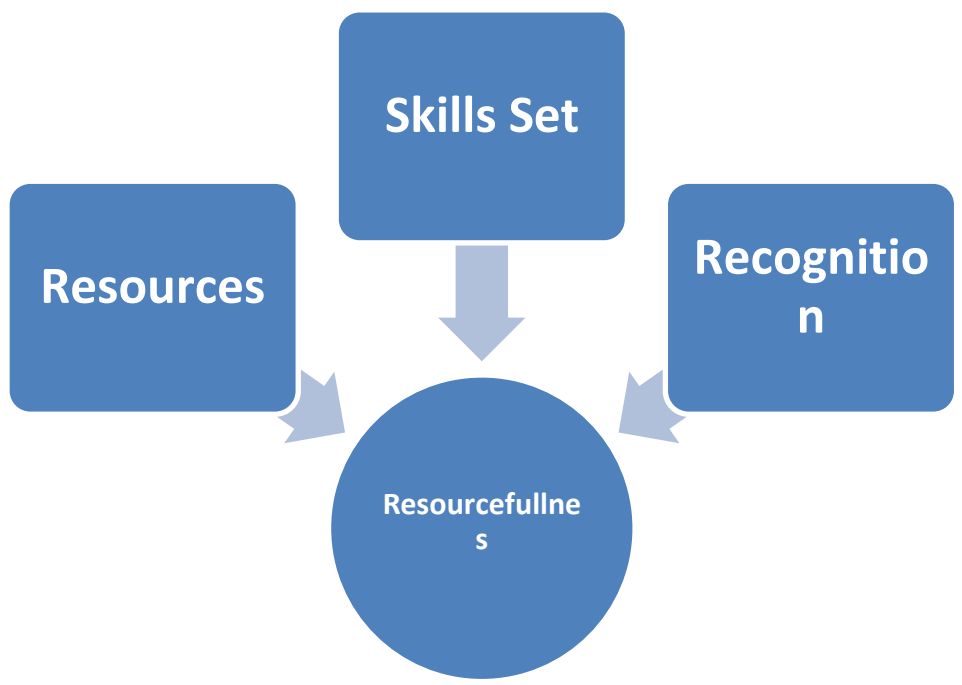 Skills Set
Resources
Recognitio
n
Resourcefullne
s